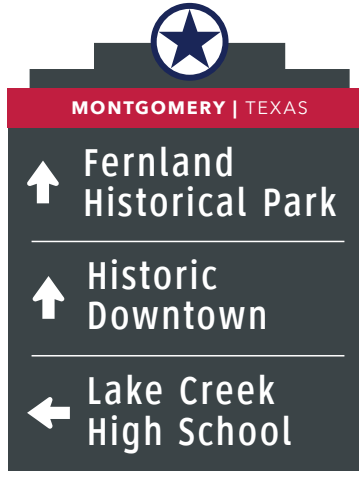 MONTGOMERY | TEXAS
Fernland
Historical Park
Historic
Downtown
Lake Creek
High School